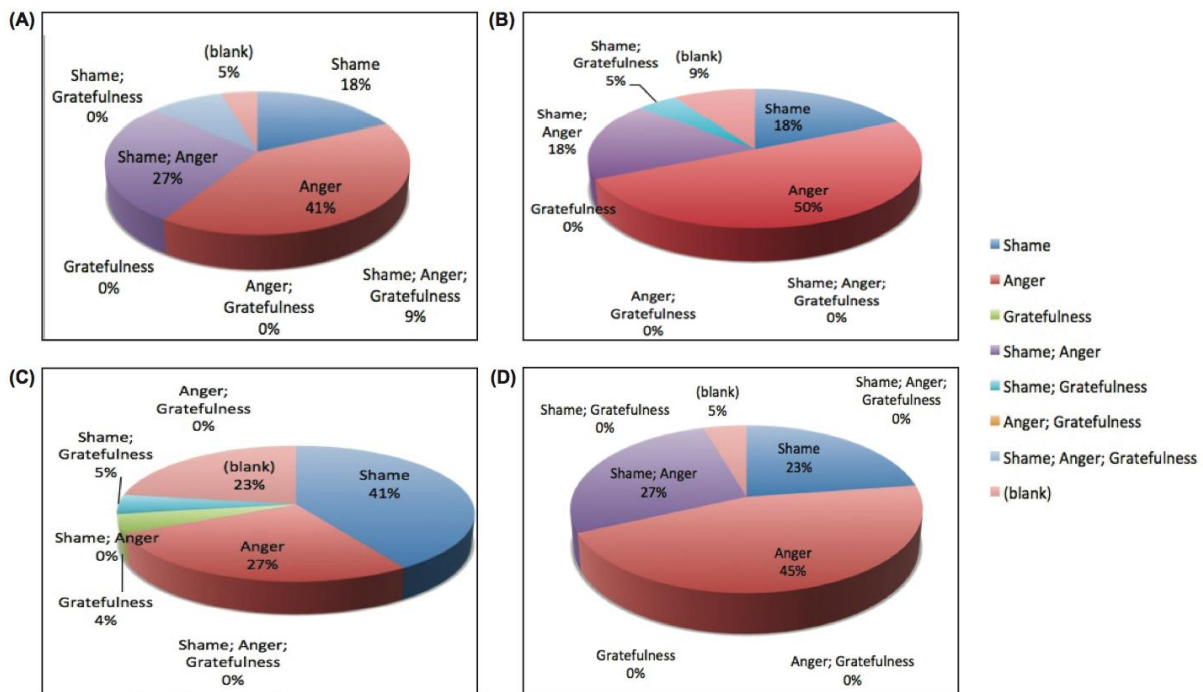 (A)
(blank)
5%
Shame
18%
Shame;
Gratefulness
0%
Shame; Anger
27%
Anger
41%
Gratefulness
0%
Anger;
Gratefulness
0%
Shame; Anger;
Gratefulness
9%
(B)
Shame;
Gratefulness
5%
(blank)
9%
Shame
18%
Shame;
Anger
18%
Anger
50%
Gratefulness
0%
Anger;
Gratefulness
0%
Shame; Anger;
Gratefulness
0%
Shame
Anger
Gratefulness
Shame; Anger
Shame; Gratefulness
Anger; Gratefulness
Shame; Anger; Gratefulness
(blank)
(C)
Anger;
Gratefulness
0%
Shame;
Gratefulness
5%
(blank)
23%
Shame
41%
Shame; Anger
0%
Anger
27%
Gratefulness
4%
Shame; Anger;
Gratefulness
0%
(D)
Shame; Gratefulness
0%
(blank)
5%
Shame; Anger;
Gratefulness
0%
Shame
23%
Shame; Anger
27%
Anger
45%
Gratefulness
0%
Anger; Gratefulness
0%